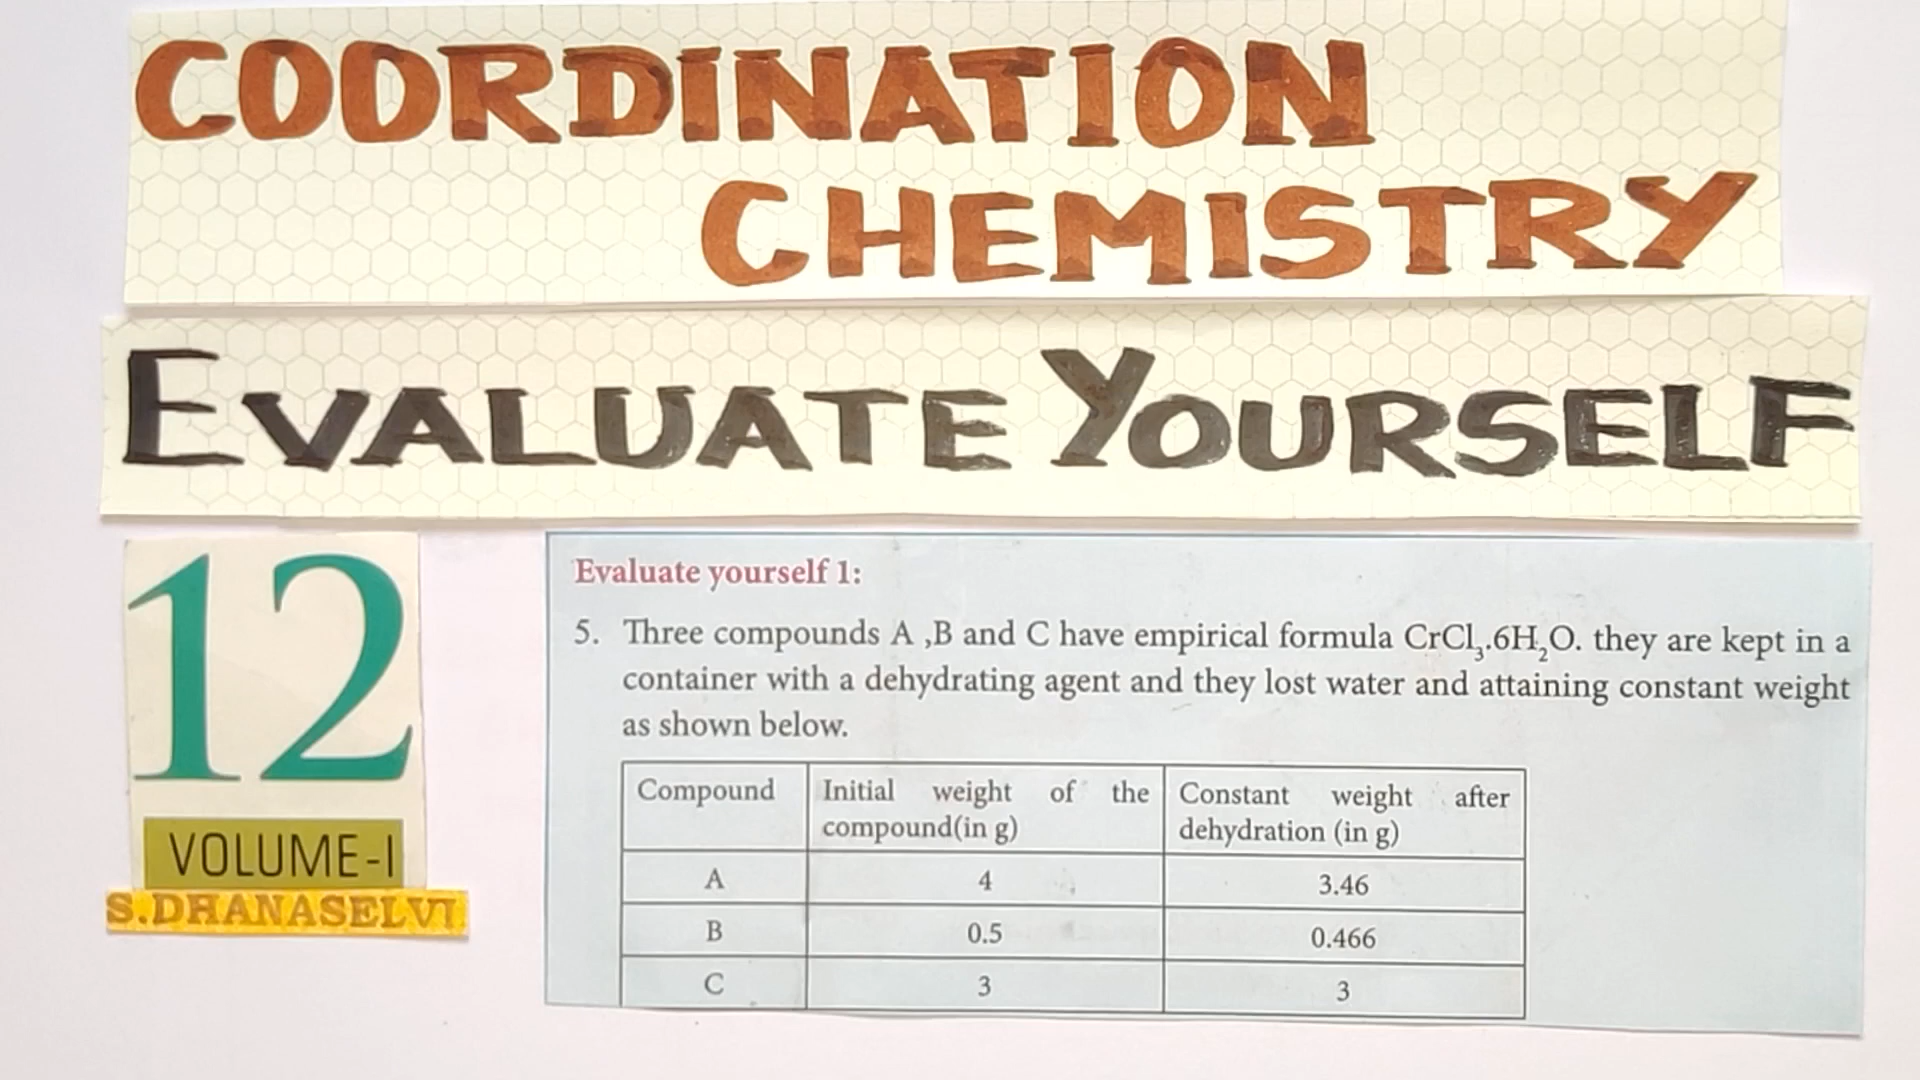 COORDINATION
CHEMISTRY
EVALUATE YOURSELF
12
VOLUME-I
S.DHANASELVI
Evaluate yourself 1:
5. Three compounds A ,B and C have empirical formula CrCl₃.6H₂O. they are kept in a
container with a dehydrating agent and they lost water and attaining constant weight
as shown below.
Compound Initial weight of the compound(in g) Constant weight after dehydration (in g)
A 4 3.46
B 0.5 0.466
C 3 3